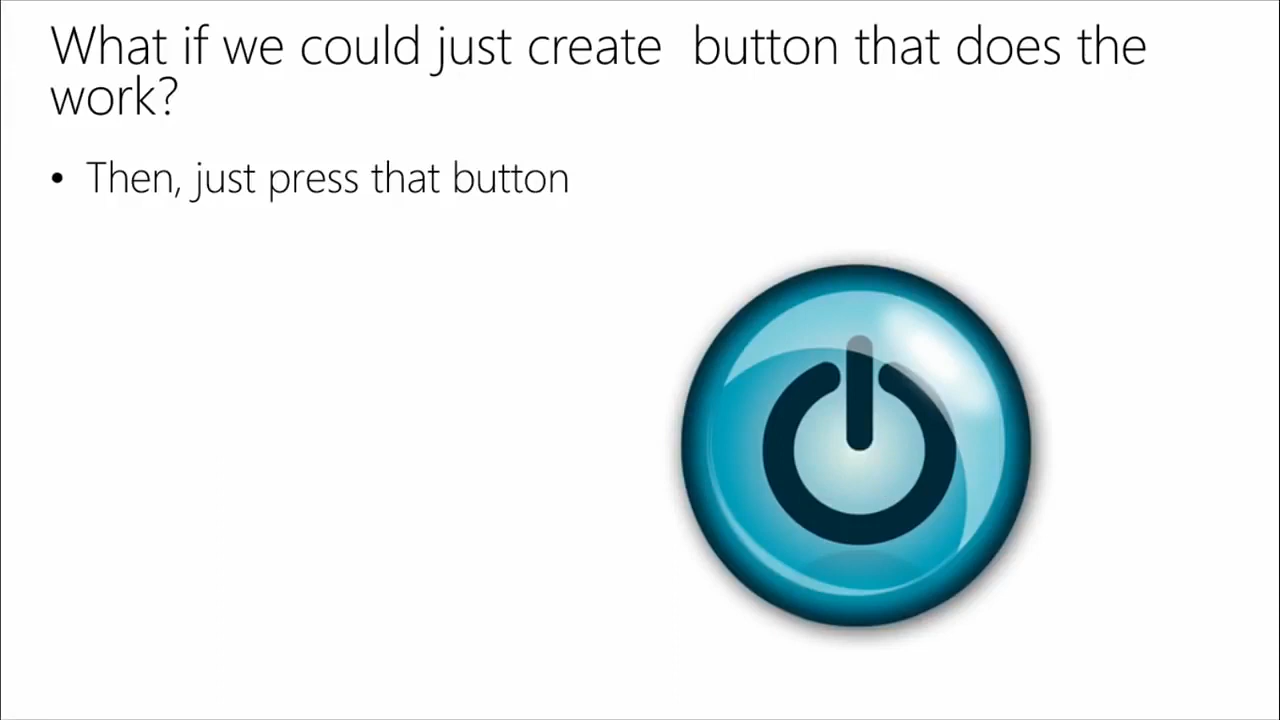 What if we could just create  button that does the
work?
• Then, just press that button